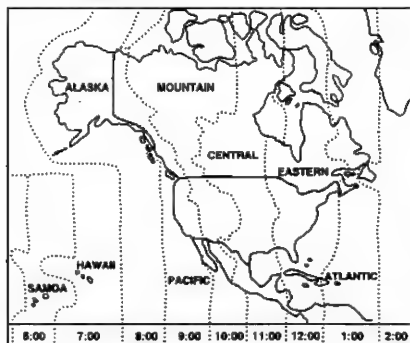 ALASKA
MOUNTAIN
CENTRAL
EASTERN
HAWAII
SAMOA
PACIFIC
ATLANTIC
6:00 7:00 8:00 9:00 10:00 11:00 12:00 1:00 2:00